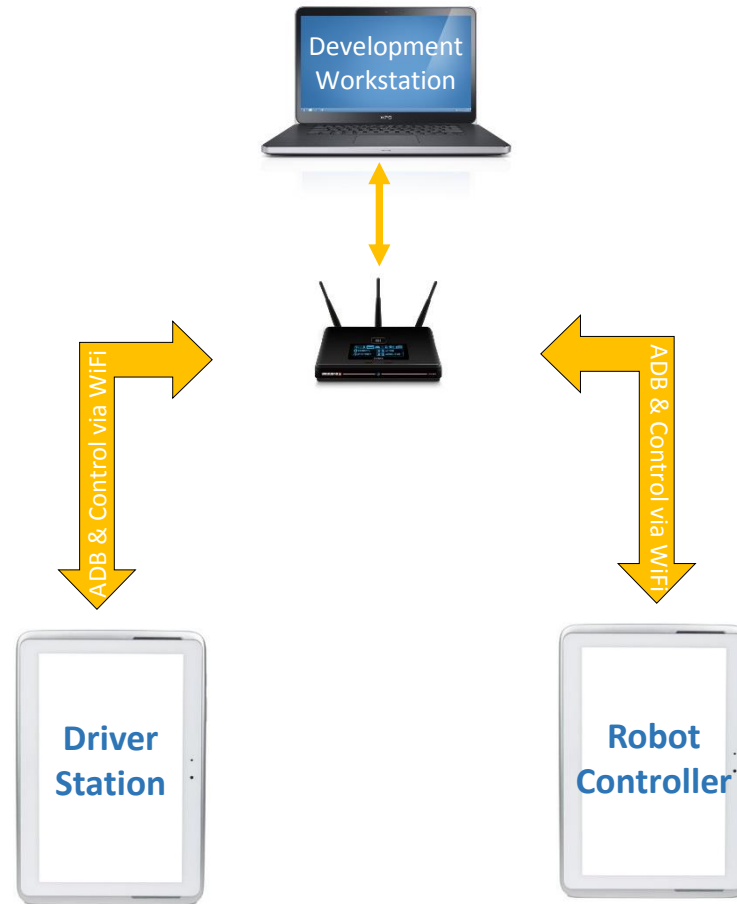 Development
Workstation
ADB & Control via WiFi
ADB & Control via WiFi
Driver
Station
Robot
Controller